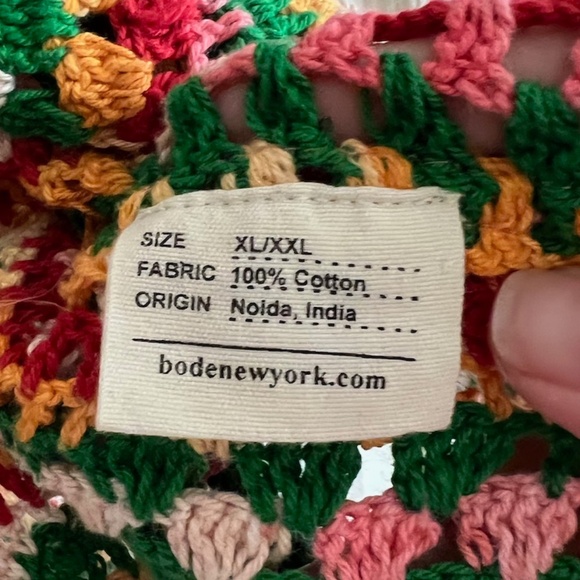 SIZE XL/XXL
FABRIC 100% Cotton
ORIGIN Noida, India
bodenewyork.com